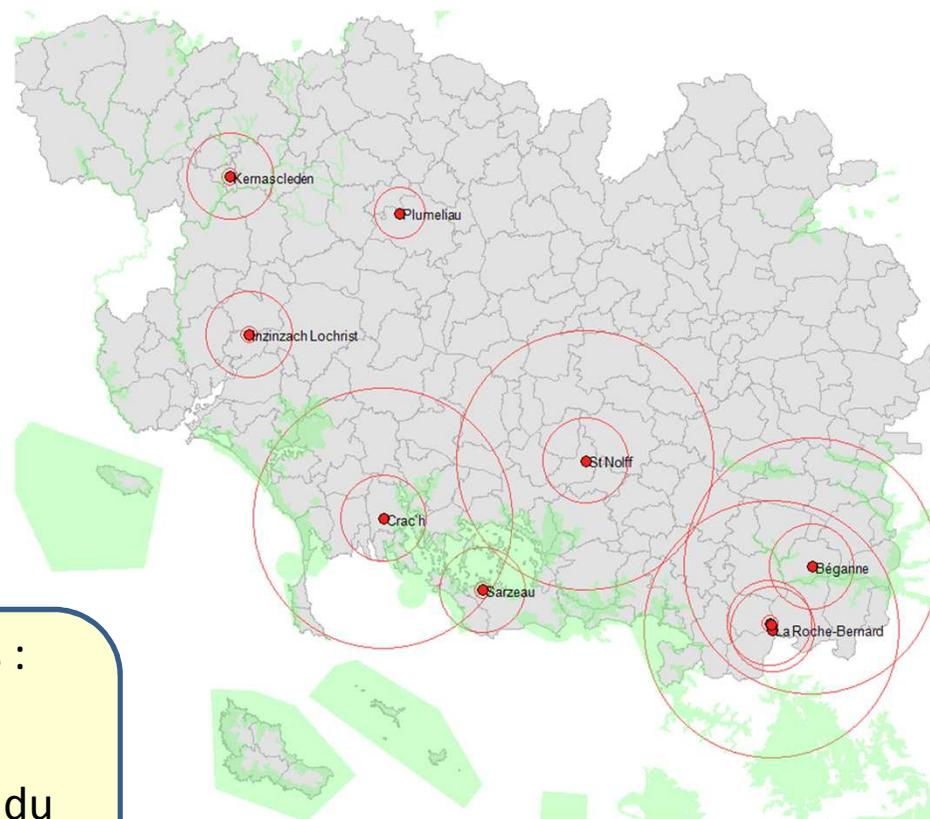 Kernascleden
Plumeliau
Inzinzach Lochrist
St Nolff
Crac'h
Béganne
Sarzeau
La Roche-Bernard
:
du